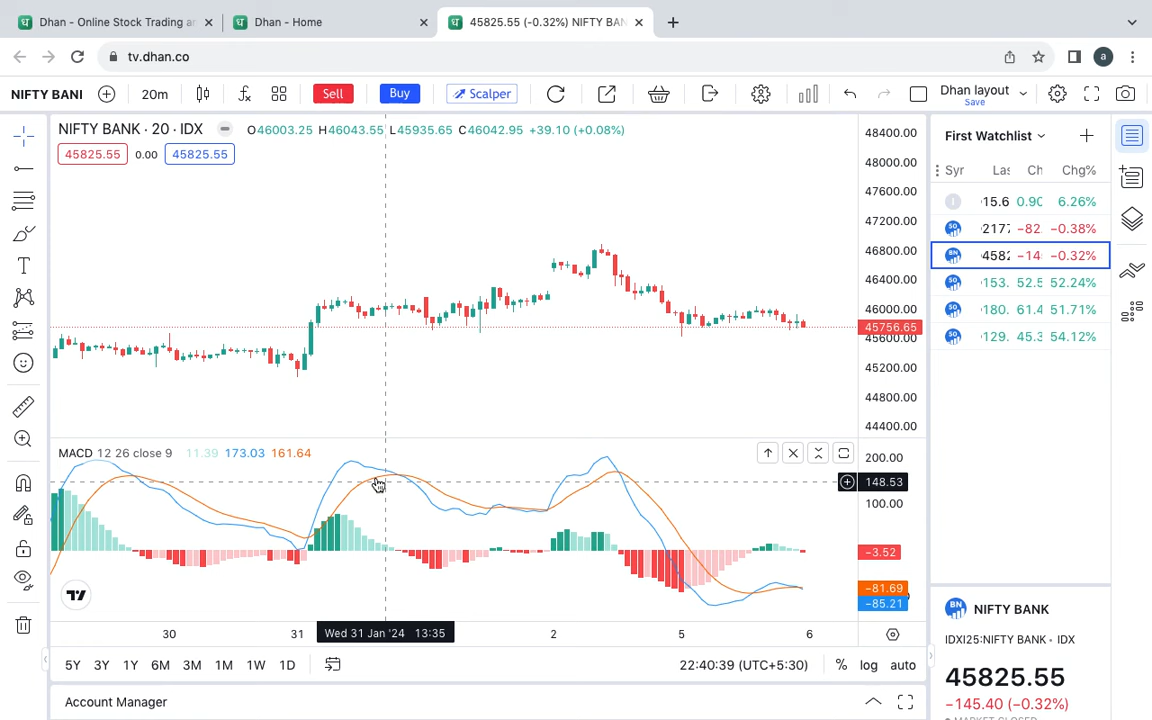 Dhan - Online Stock Trading an
Dhan - Home
45825.55 (-0.32%) NIFTY BAN
tv.dhan.co
a
NIFTY BANI
20m
Sell
Buy
Scalper
Dhan layout
Save
NIFTY BANK · 20 · IDX
O46003.25 H46043.55 L45935.65 C46042.95 +39.10 (+0.08%)
45825.55
0.00
45825.55
48400.00
48000.00
47600.00
47200.00
46800.00
46400.00
46000.00
45756.65
45600.00
45200.00
44800.00
44400.00
MACD 12 26 close 9 11.39 173.03 161.64
200.00
148.53
100.00
−3.52
−81.69
−85.21
30
31
Wed 31 Jan '24 13:35
2
5
6
5Y
3Y
1Y
6M
3M
1M
1W
1D
22:40:39 (UTC+5:30)
%
log
auto
Account Manager
First Watchlist
Syr
Las
Ch
Chg%
15.6 0.90 6.26%
2177 −82. −0.38%
BN 4582 −14 −0.32%
153. 52.5 52.24%
180. 61.4 51.71%
129. 45.3 54.12%
BN
NIFTY BANK
IDXI25:NIFTY BANK • IDX
45825.55
−145.40 (−0.32%)
MARKET CLOSED